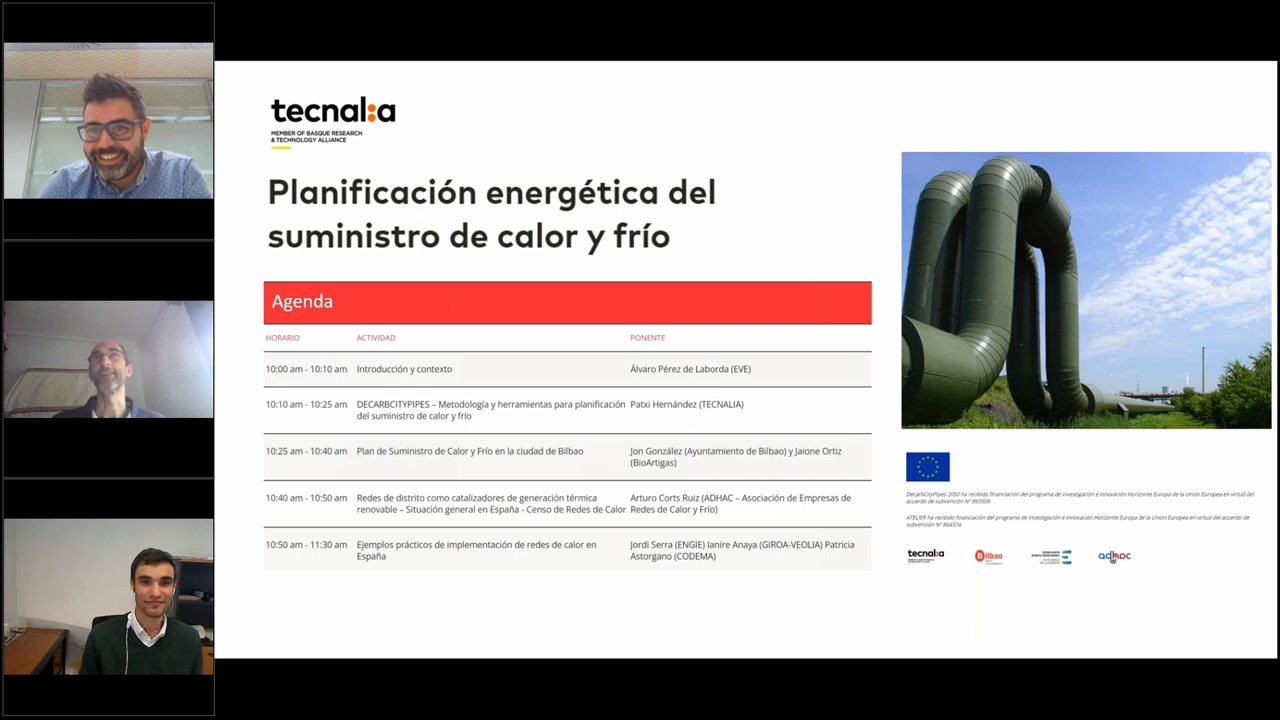 tecnal:a
MEMBER OF BASQUE RESEARCH
& TECHNOLOGY ALLIANCE
Planificación energética del
suministro de calor y frío
Agenda
HORARIO ACTIVIDAD PONENTE
10:00 am - 10:10 am Introducción y contexto Álvaro Pérez de Laborda (EVE)
10:10 am - 10:25 am DECARBCITYPIPES – Metodología y herramientas para planificación Patxi Hernández (TECNALIA)
del suministro de calor y frío
10:25 am - 10:40 am Plan de Suministro de Calor y Frío en la ciudad de Bilbao Jon González (Ayuntamiento de Bilbao) y Jaione Ortiz
(BioArtigas)
10:40 am - 10:50 am Redes de distrito como catalizadores de generación térmica Arturo Corts Ruiz (ADHAC – Asociación de Empresas de
renovable – Situación general en España - Censo de Redes de Calor Redes de Calor y Frío)
10:50 am - 11:30 am Ejemplos prácticos de implementación de redes de calor en Jordi Serra (ENGIE) Ianire Anaya (GIROA-VEOLIA) Patricia
España Astorgano (CODEMA)
DecarbCityPipes 2050 ha recibido financiación del programa de investigación e innovación Horizonte Europa de la Unión Europea en virtud del
acuerdo de subvención Nº 893509.
ATELIER ha recibido financiación del programa de investigación e innovación Horizonte Europa de la Unión Europea en virtud del acuerdo de
subvención Nº 864374.
tecnal:a Bilbao adhac